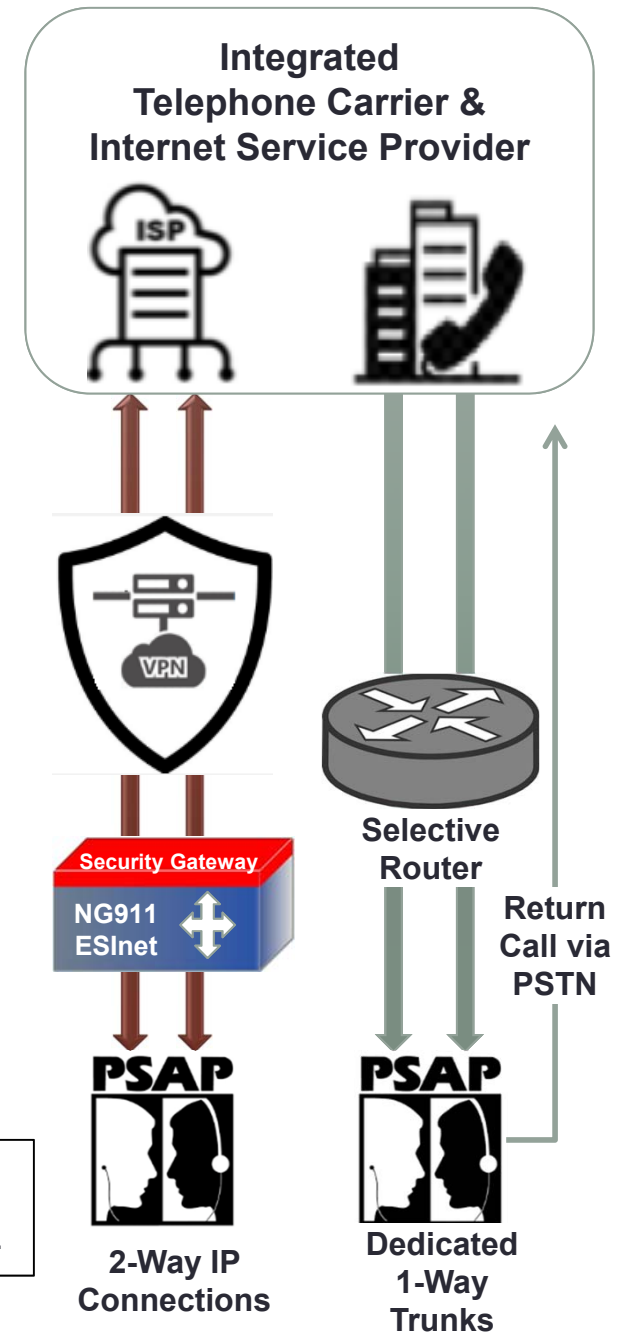 Integrated
Telephone Carrier &
Internet Service Provider
ISP
VPN
Security Gateway
NG911
ESInet
Selective
Router
Return
Call via
PSTN
PSAP
PSAP
2-Way IP
Connections
Dedicated
1-Way
Trunks